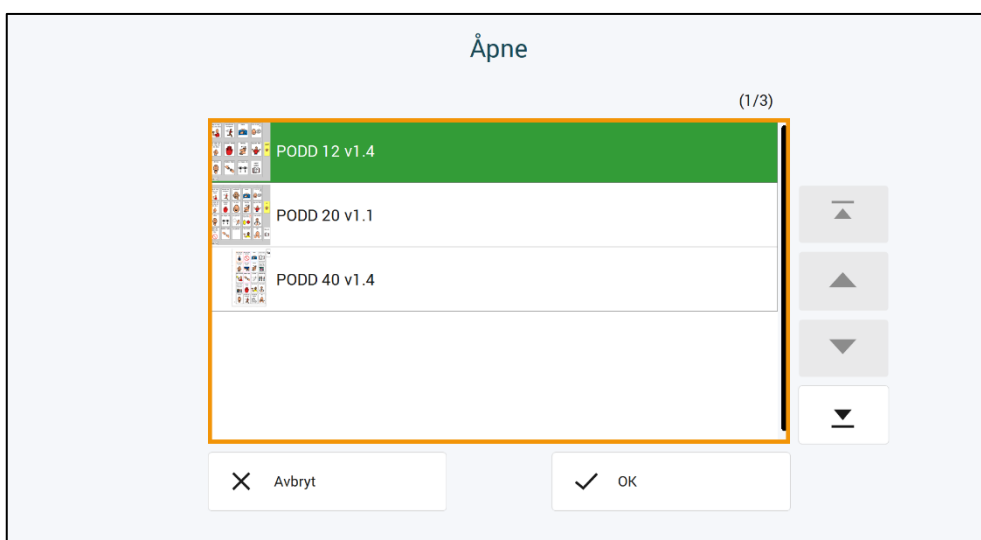 Åpne
(1/3)
PODD 12 v1.4
PODD 20 v1.1
PODD 40 v1.4
Avbryt
OK